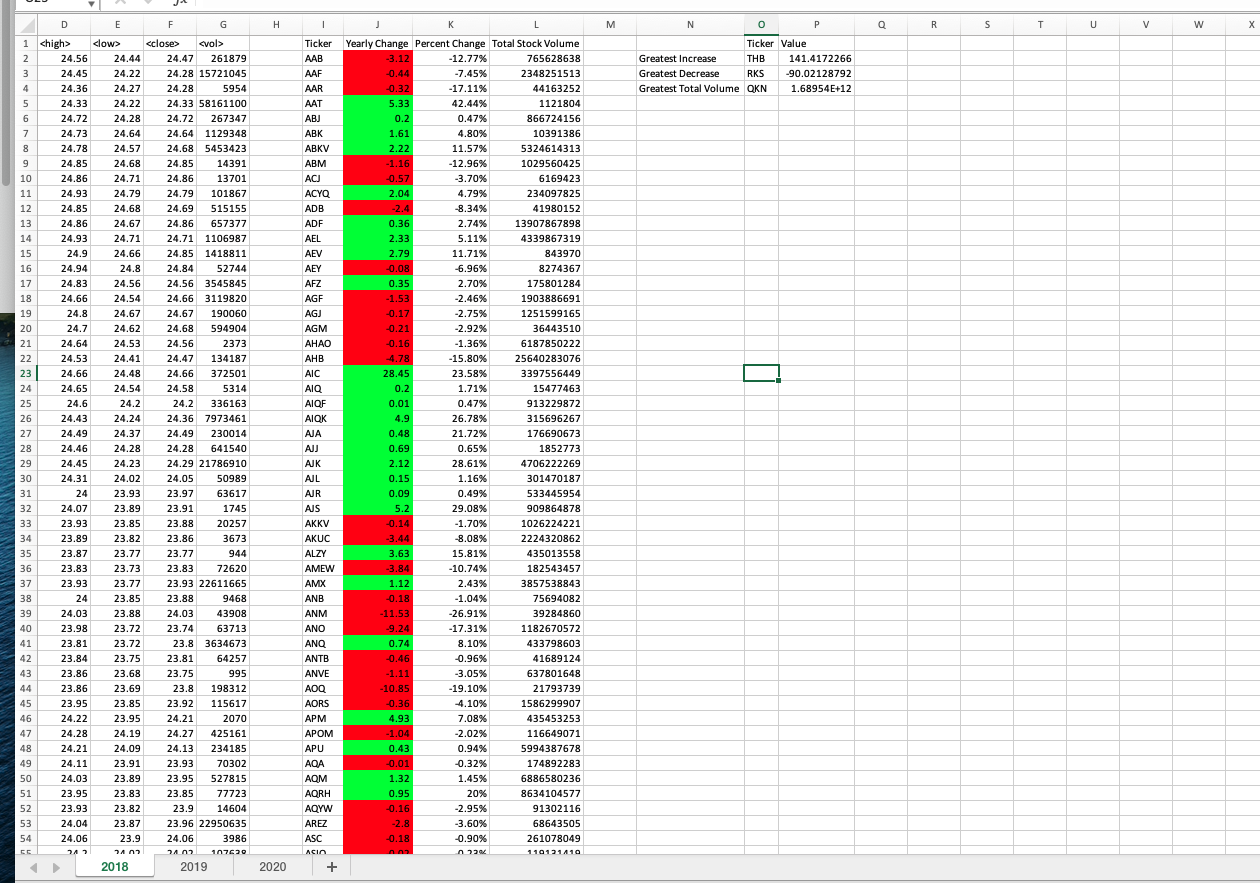 D E F G H I J K L M N O P Q R S T U V W X
1 <high> <low> <close> <vol> Ticker Yearly Change Percent Change Total Stock Volume Ticker Value
2 24.56 24.44 24.47 261879 AAB -3.12 -12.77% 765628638 Greatest Increase THB 141.4172266
3 24.45 24.22 24.28 15721045 AAF -0.44 -7.45% 2348251513 Greatest Decrease RKS -90.02128792
4 24.36 24.27 24.28 5954 AAR -0.32 -17.11% 44163252 Greatest Total Volume QKN 1.68954E+12
5 24.33 24.22 24.33 58161100 AAT 5.33 42.44% 1121804
6 24.72 24.28 24.72 267347 ABJ 0.2 0.47% 866724156
7 24.73 24.64 24.64 1129348 ABK 1.61 4.80% 10391386
8 24.78 24.57 24.68 5453423 ABKV 2.22 11.57% 5324614313
9 24.85 24.68 24.85 14391 ABM -1.16 -12.96% 1029560425
10 24.86 24.71 24.86 13701 ACJ -0.57 -3.70% 6169423
11 24.93 24.79 24.79 101867 ACYQ 2.04 4.79% 234097825
12 24.85 24.68 24.69 515155 ADB -2.4 -8.34% 41980152
13 24.86 24.67 24.86 657377 ADF 0.36 2.74% 13907867898
14 24.93 24.71 24.71 1106987 AEL 2.33 5.11% 4339867319
15 24.9 24.66 24.85 1418811 AEV 2.79 11.71% 843970
16 24.94 24.8 24.84 52744 AEY -0.08 -6.96% 8274367
17 24.83 24.56 24.56 3545845 AFZ 0.35 2.70% 175801284
18 24.66 24.54 24.66 3119820 AGF -1.53 -2.46% 1903886691
19 24.8 24.67 24.67 190060 AGJ -0.17 -2.75% 1251599165
20 24.7 24.62 24.68 594904 AGM -0.21 -2.92% 36443510
21 24.64 24.53 24.56 2373 AHAO -0.16 -1.36% 6187850222
22 24.53 24.41 24.47 134187 AHB -4.78 -15.80% 25640283076
23 24.66 24.48 24.66 372501 AIC 28.45 23.58% 3397556449
24 24.65 24.54 24.58 5314 AIQ 0.2 1.71% 15477463
25 24.6 24.2 24.2 336163 AIQF 0.01 0.47% 913229872
26 24.43 24.24 24.36 7973461 AIQK 4.9 26.78% 315696267
27 24.49 24.37 24.49 230014 AJA 0.48 21.72% 176690673
28 24.46 24.28 24.28 641540 AJJ 0.69 0.65% 1852773
29 24.45 24.23 24.29 21786910 AJK 2.12 28.61% 4706222269
30 24.31 24.02 24.05 50989 AJL 0.15 1.16% 301470187
31 24 23.93 23.97 63617 AJR 0.09 0.49% 533445954
32 24.07 23.89 23.91 1745 AJS 5.2 29.08% 909864878
33 23.93 23.85 23.88 20257 AKKV -0.14 -1.70% 1026224221
34 23.89 23.82 23.86 3673 AKUC -3.44 -8.08% 2224320862
35 23.87 23.77 23.77 944 ALZY 3.63 15.81% 435013558
36 23.83 23.73 23.83 72620 AMEW -3.84 -10.74% 182543457
37 23.93 23.77 23.93 22611665 AMX 1.12 2.43% 3857538843
38 24 23.85 23.88 9468 ANB -0.18 -1.04% 75694082
39 24.03 23.88 24.03 43908 ANM -11.53 -26.91% 39284860
40 23.98 23.72 23.74 63713 ANO -9.24 -17.31% 1182670572
41 23.81 23.72 23.8 3634673 ANQ 0.74 8.10% 433798603
42 23.84 23.75 23.81 64257 ANTB -0.46 -0.96% 41689124
43 23.86 23.68 23.75 995 ANVE -1.11 -3.05% 637801648
44 23.86 23.69 23.8 198312 AOQ -10.85 -19.10% 21793739
45 23.95 23.85 23.92 115617 AORS -0.36 -4.10% 1586299907
46 24.22 23.95 24.21 2070 APM 4.93 7.08% 435453253
47 24.28 24.19 24.27 425161 APOM -1.04 -2.02% 116649071
48 24.21 24.09 24.13 234185 APU 0.43 0.94% 5994387678
49 24.11 23.91 23.93 70302 AQA -0.01 -0.32% 174892283
50 24.03 23.89 23.95 527815 AQM 1.32 1.45% 6886580236
51 23.95 23.83 23.85 77723 AQRH 0.95 20% 8634104577
52 23.93 23.82 23.9 14604 AQYW -0.16 -2.95% 91302116
53 24.04 23.87 23.96 22950635 AREZ -2.8 -3.60% 68643505
54 24.06 23.9 24.06 3986 ASC -0.18 -0.90% 261078049
2018 2019 2020 +